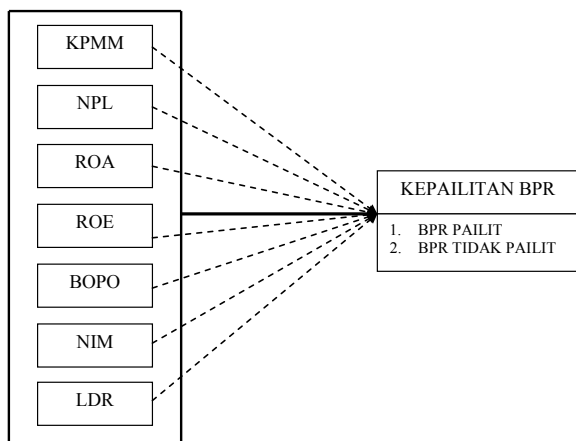 KPMM
NPL
ROA
ROE
BOPO
NIM
LDR
KEPAILITAN BPR
1. BPR PAILIT
2. BPR TIDAK PAILIT